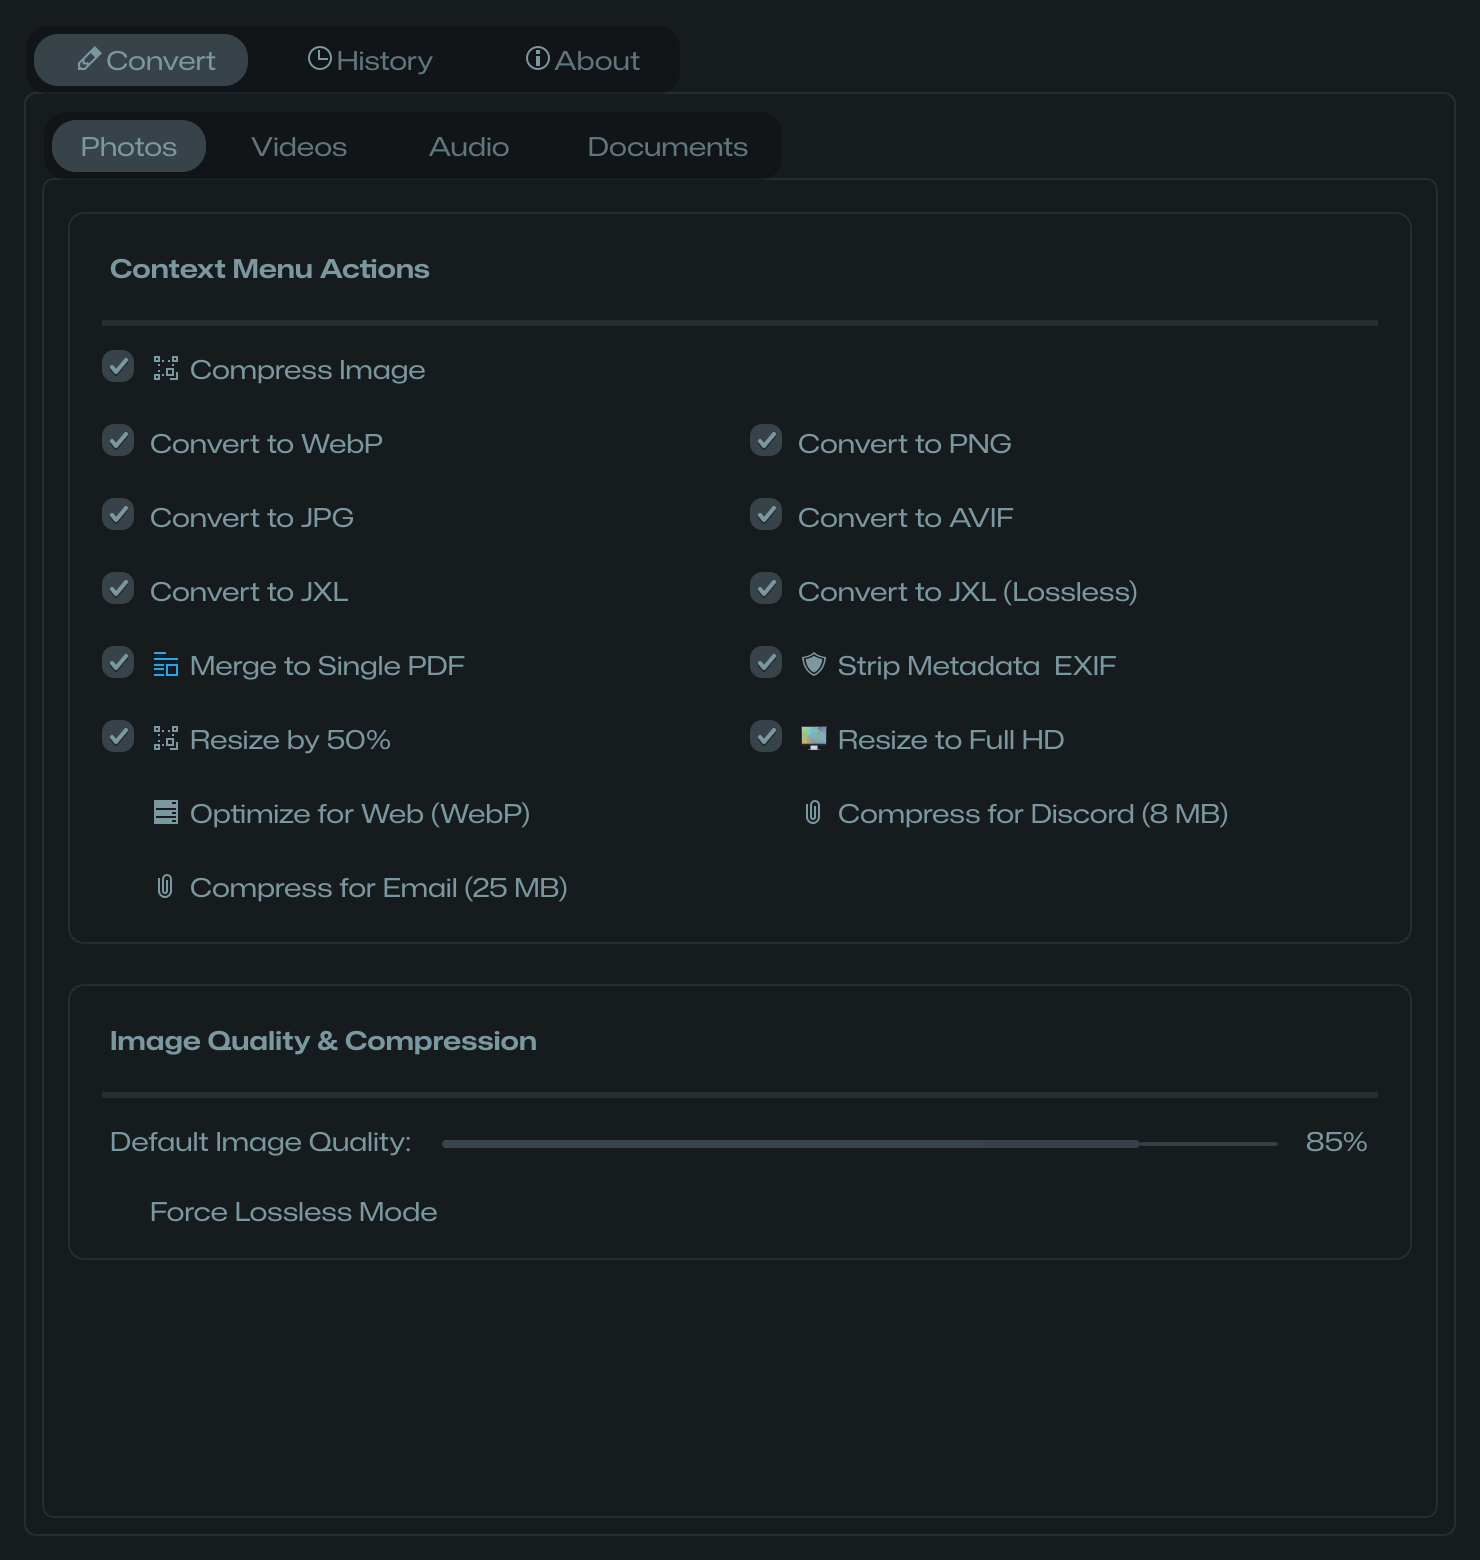 Convert History About
Photos Videos Audio Documents
Context Menu Actions
Compress Image
Convert to WebP Convert to PNG
Convert to JPG Convert to AVIF
Convert to JXL Convert to JXL (Lossless)
Merge to Single PDF Strip Metadata EXIF
Resize by 50% Resize to Full HD
Optimize for Web (WebP) Compress for Discord (8 MB)
Compress for Email (25 MB)
Image Quality & Compression
Default Image Quality: 85%
Force Lossless Mode